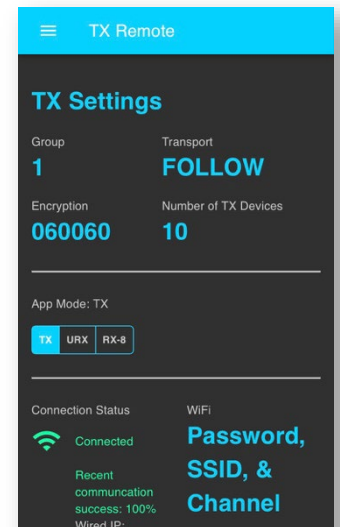 TX Remote
TX Settings
Group
1
Transport
FOLLOW
Encryption
060060
Number of TX Devices
10
App Mode: TX
TX
URX
RX-8
Connection Status
Connected
Recent
communcation
success: 100%
Wired IP:
WiFi
Password,
SSID, &
Channel